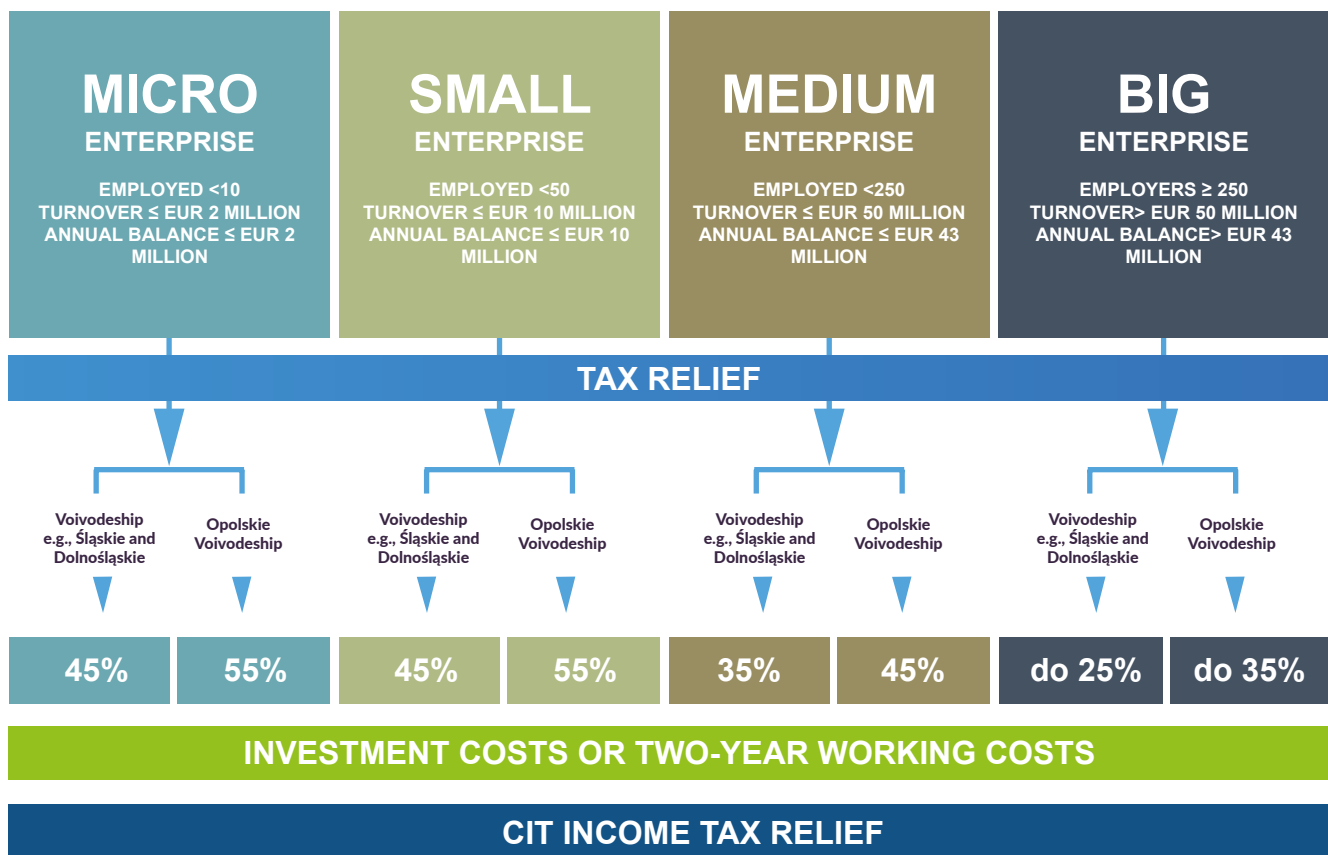 MICRO
ENTERPRISE
EMPLOYED <10
TURNOVER ≤ EUR 2 MILLION
ANNUAL BALANCE ≤ EUR 2
MILLION
SMALL
ENTERPRISE
EMPLOYED <50
TURNOVER ≤ EUR 10 MILLION
ANNUAL BALANCE ≤ EUR 10
MILLION
MEDIUM
ENTERPRISE
EMPLOYED <250
TURNOVER ≤ EUR 50 MILLION
ANNUAL BALANCE ≤ EUR 43
MILLION
BIG
ENTERPRISE
EMPLOYERS ≥ 250
TURNOVER> EUR 50 MILLION
ANNUAL BALANCE> EUR 43
MILLION
TAX RELIEF
Voivodeship
e.g., Śląskie and
Dolnośląskie
Opolskie
Voivodeship
Voivodeship
e.g., Śląskie and
Dolnośląskie
Opolskie
Voivodeship
Voivodeship
e.g., Śląskie and
Dolnośląskie
Opolskie
Voivodeship
Voivodeship
e.g., Śląskie and
Dolnośląskie
Opolskie
Voivodeship
45%
55%
45%
55%
35%
45%
do 25%
do 35%
INVESTMENT COSTS OR TWO-YEAR WORKING COSTS
CIT INCOME TAX RELIEF